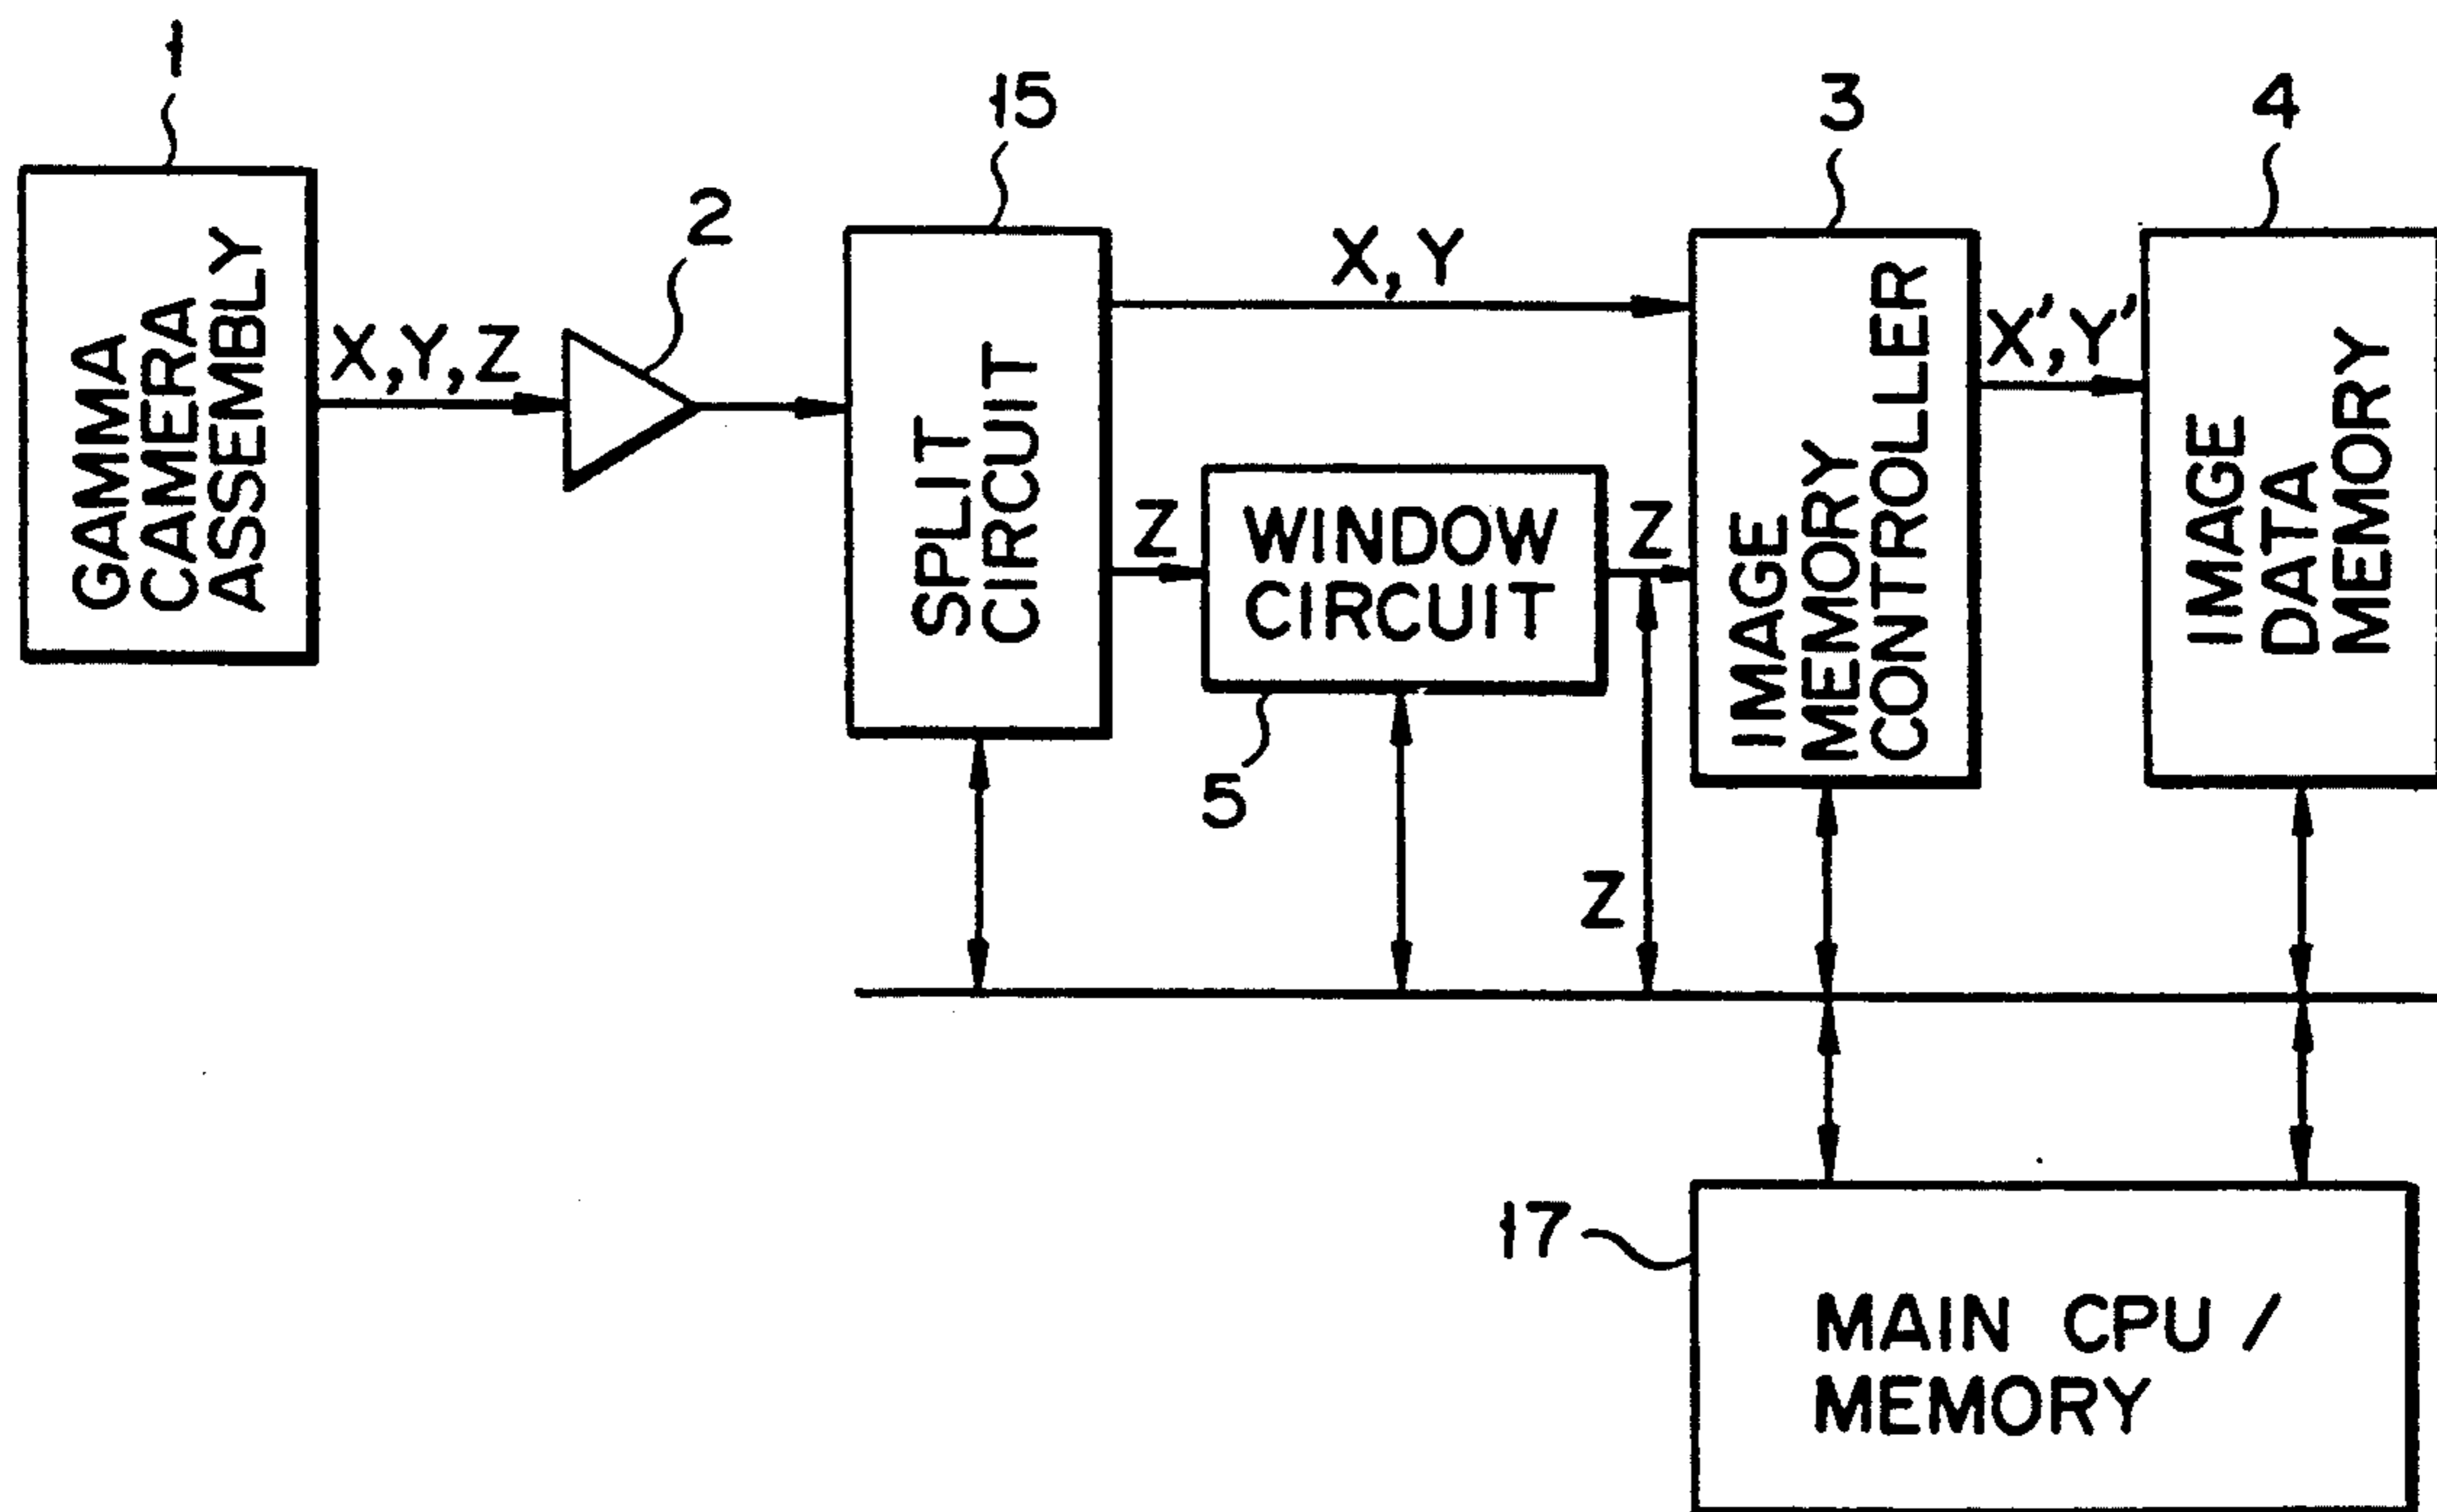 1
15
3
4
2
GAMMA
CAMERA
ASSEMBLY
X,Y,Z
SPLIT
CIRCUIT
X,Y
Z
WINDOW
CIRCUIT
5
Z
Z
IMAGE
MEMORY
CONTROLLER
X',Y'
IMAGE
DATA
MEMORY
17
MAIN CPU /
MEMORY